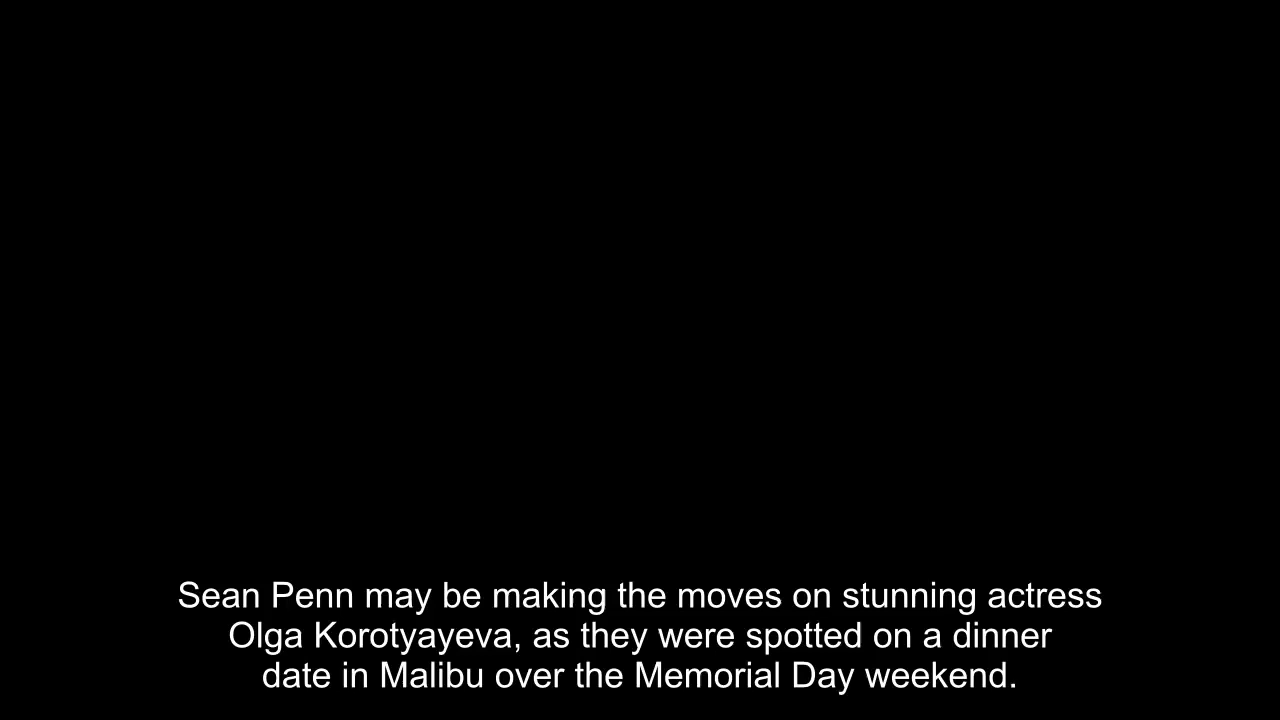 Sean Penn may be making the moves on stunning actress
Olga Korotyayeva, as they were spotted on a dinner
date in Malibu over the Memorial Day weekend.